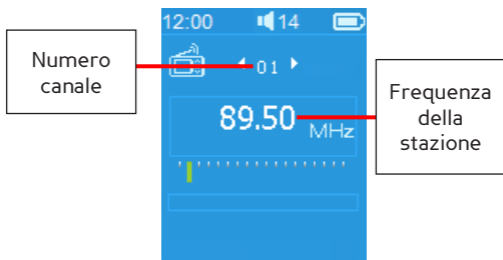 12:00 14
Numero
canale
01
Frequenza
della
stazione
89.50 MHz